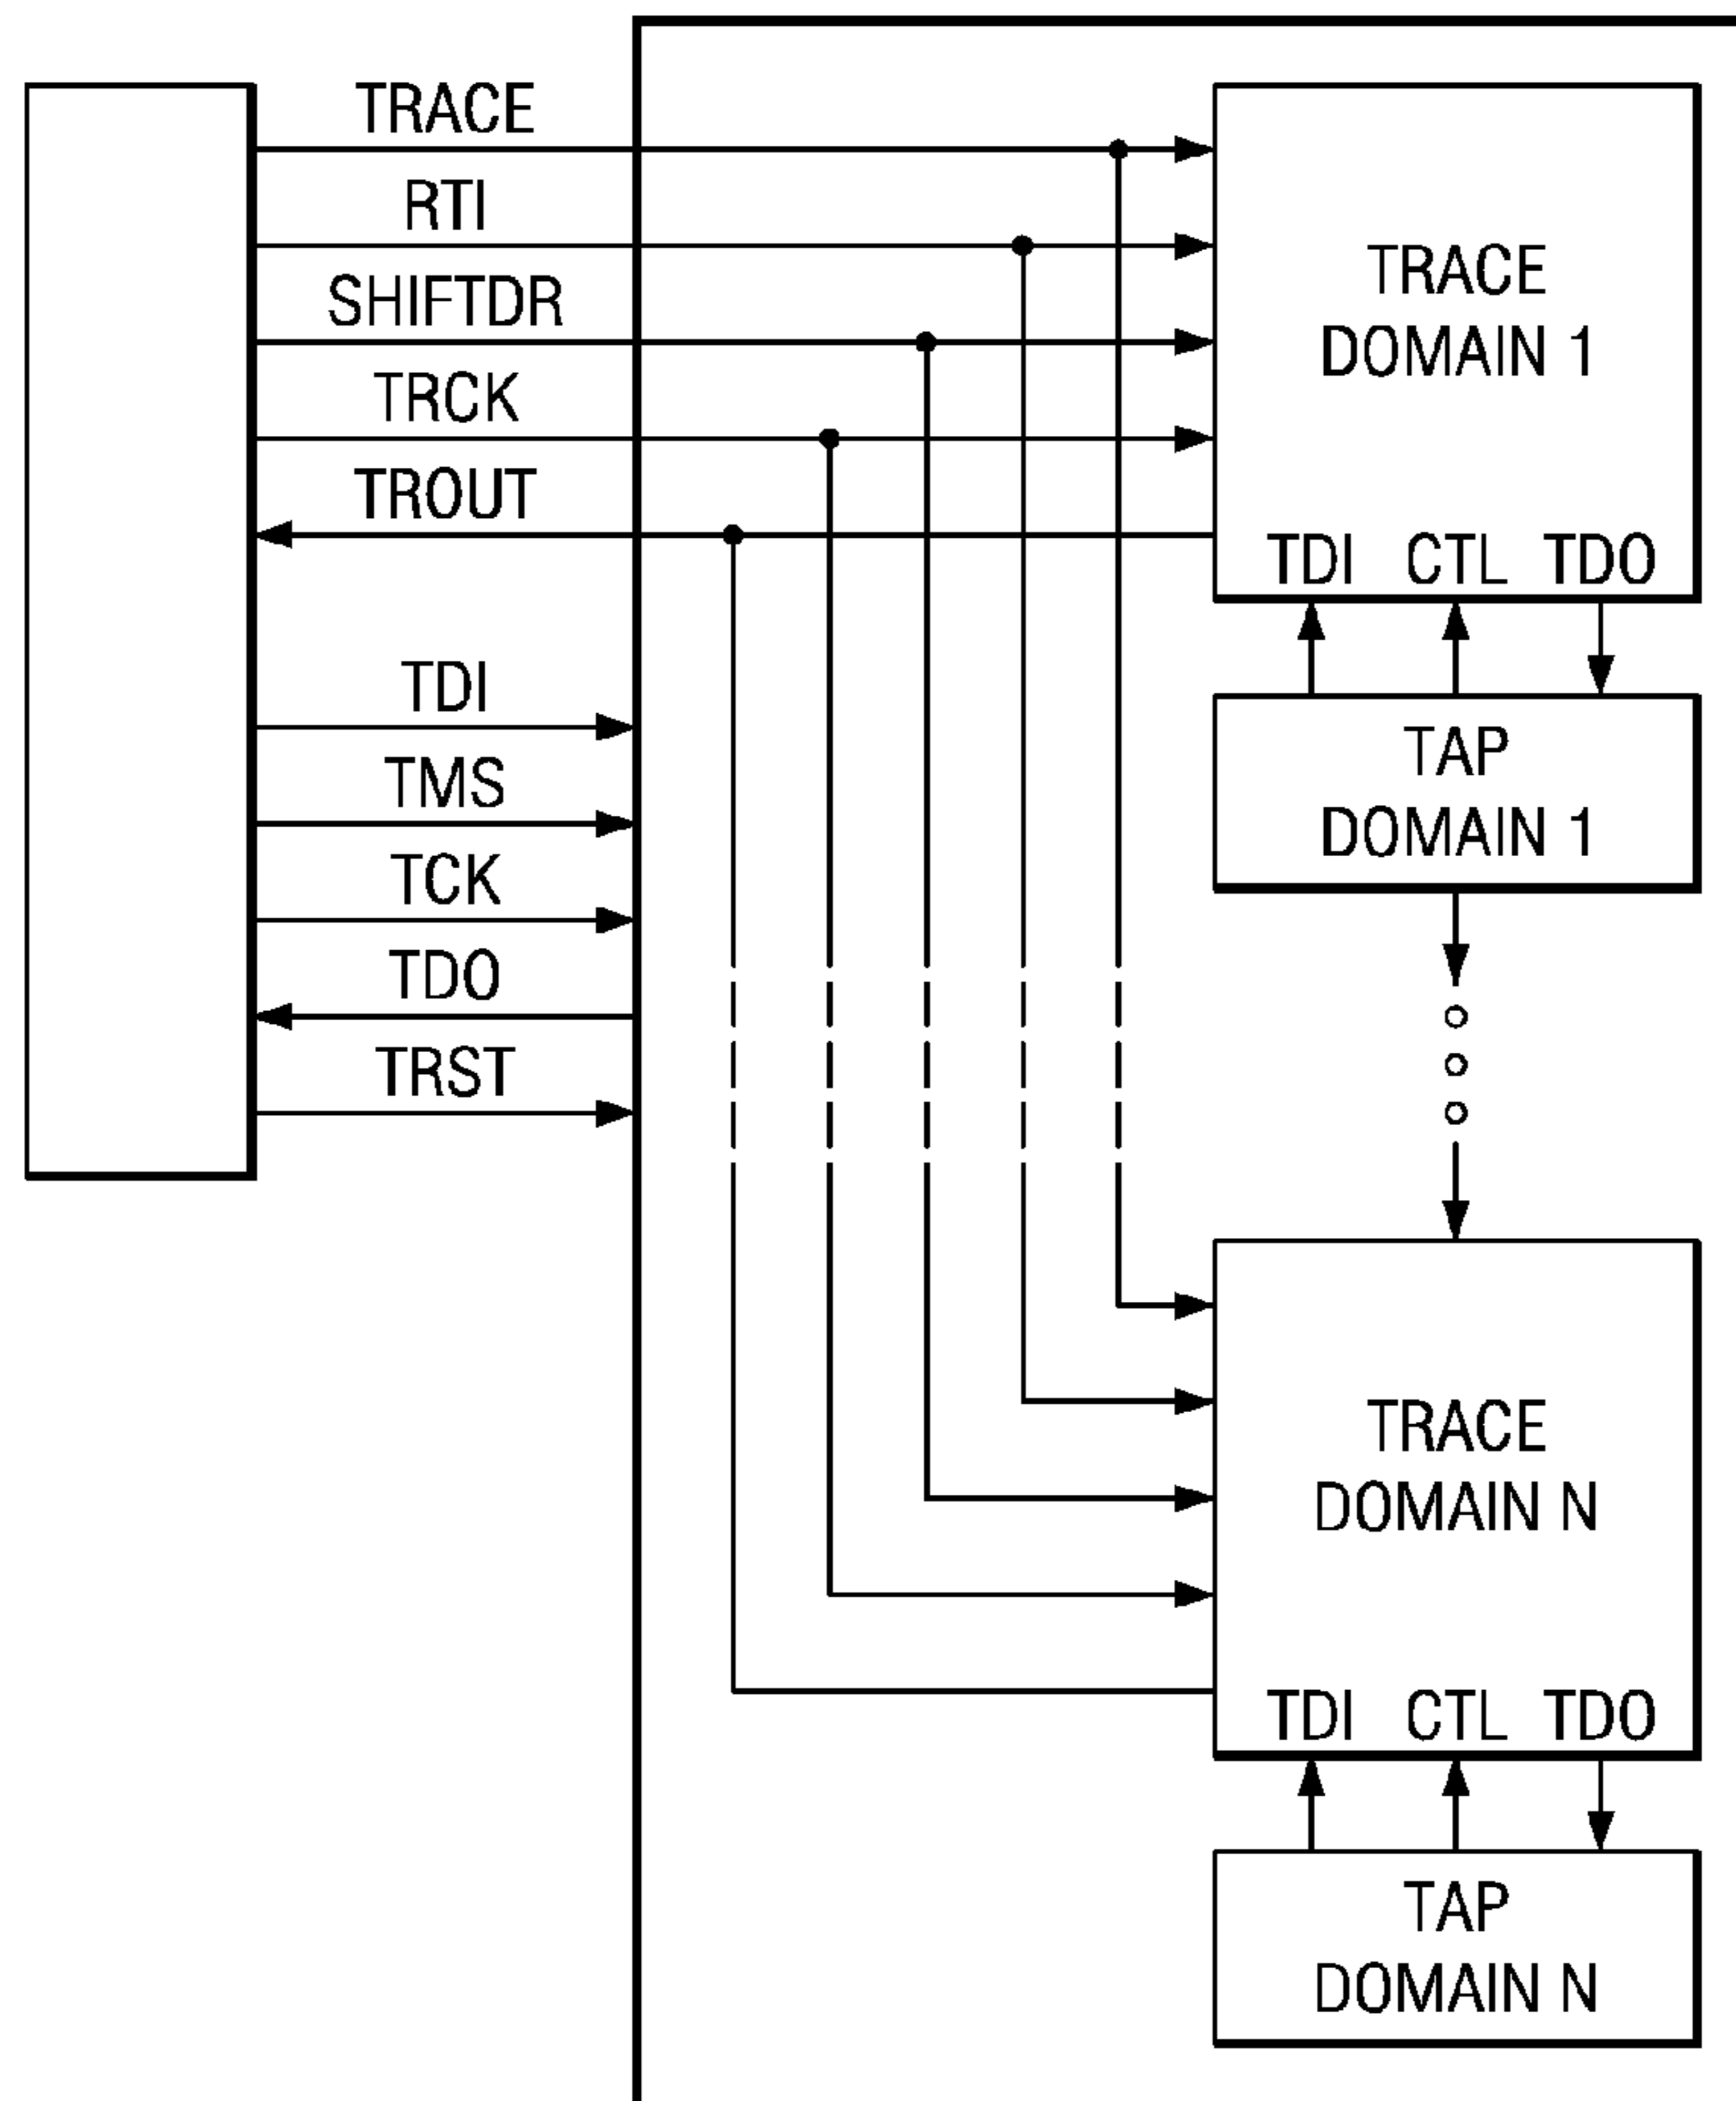 TRACE
RTI
SHIFTDR
TRCK
TROUT
TDI
TMS
TCK
TDO
TRST
TRACE
DOMAIN 1
TDI CTL TDO
TAP
DOMAIN 1
TRACE
DOMAIN N
TDI CTL TDO
TAP
DOMAIN N